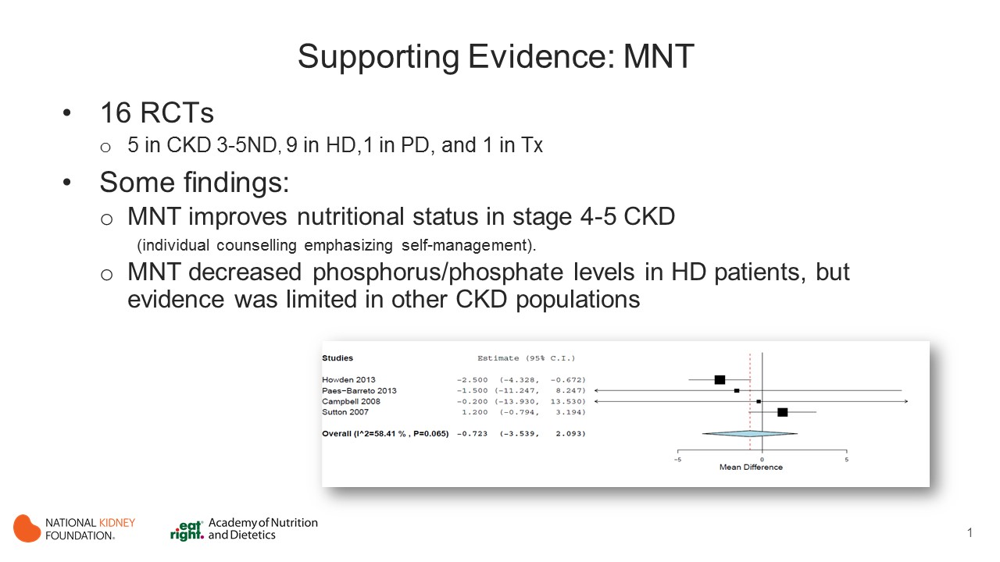 Supporting Evidence: MNT
• 16 RCTs
o 5 in CKD 3-5ND, 9 in HD,1 in PD, and 1 in Tx
• Some findings:
o MNT improves nutritional status in stage 4-5 CKD
(individual counselling emphasizing self-management).
o MNT decreased phosphorus/phosphate levels in HD patients, but
evidence was limited in other CKD populations
Studies Estimate (95% C.I.)
Howden 2013 -2.500 (-4.328, -0.672)
Paes-Barreto 2013 -1.500 (-11.247, 8.247)
Campbell 2008 -0.200 (-13.930, 13.530)
Sutton 2007 1.200 (-0.794, 3.194)
Overall (I^2=58.41 % , P=0.065) -0.723 (-3.539, 2.093)
-5 0 5
Mean Difference
NATIONAL KIDNEY
FOUNDATION®
eat
right.
Academy of Nutrition
and Dietetics
1